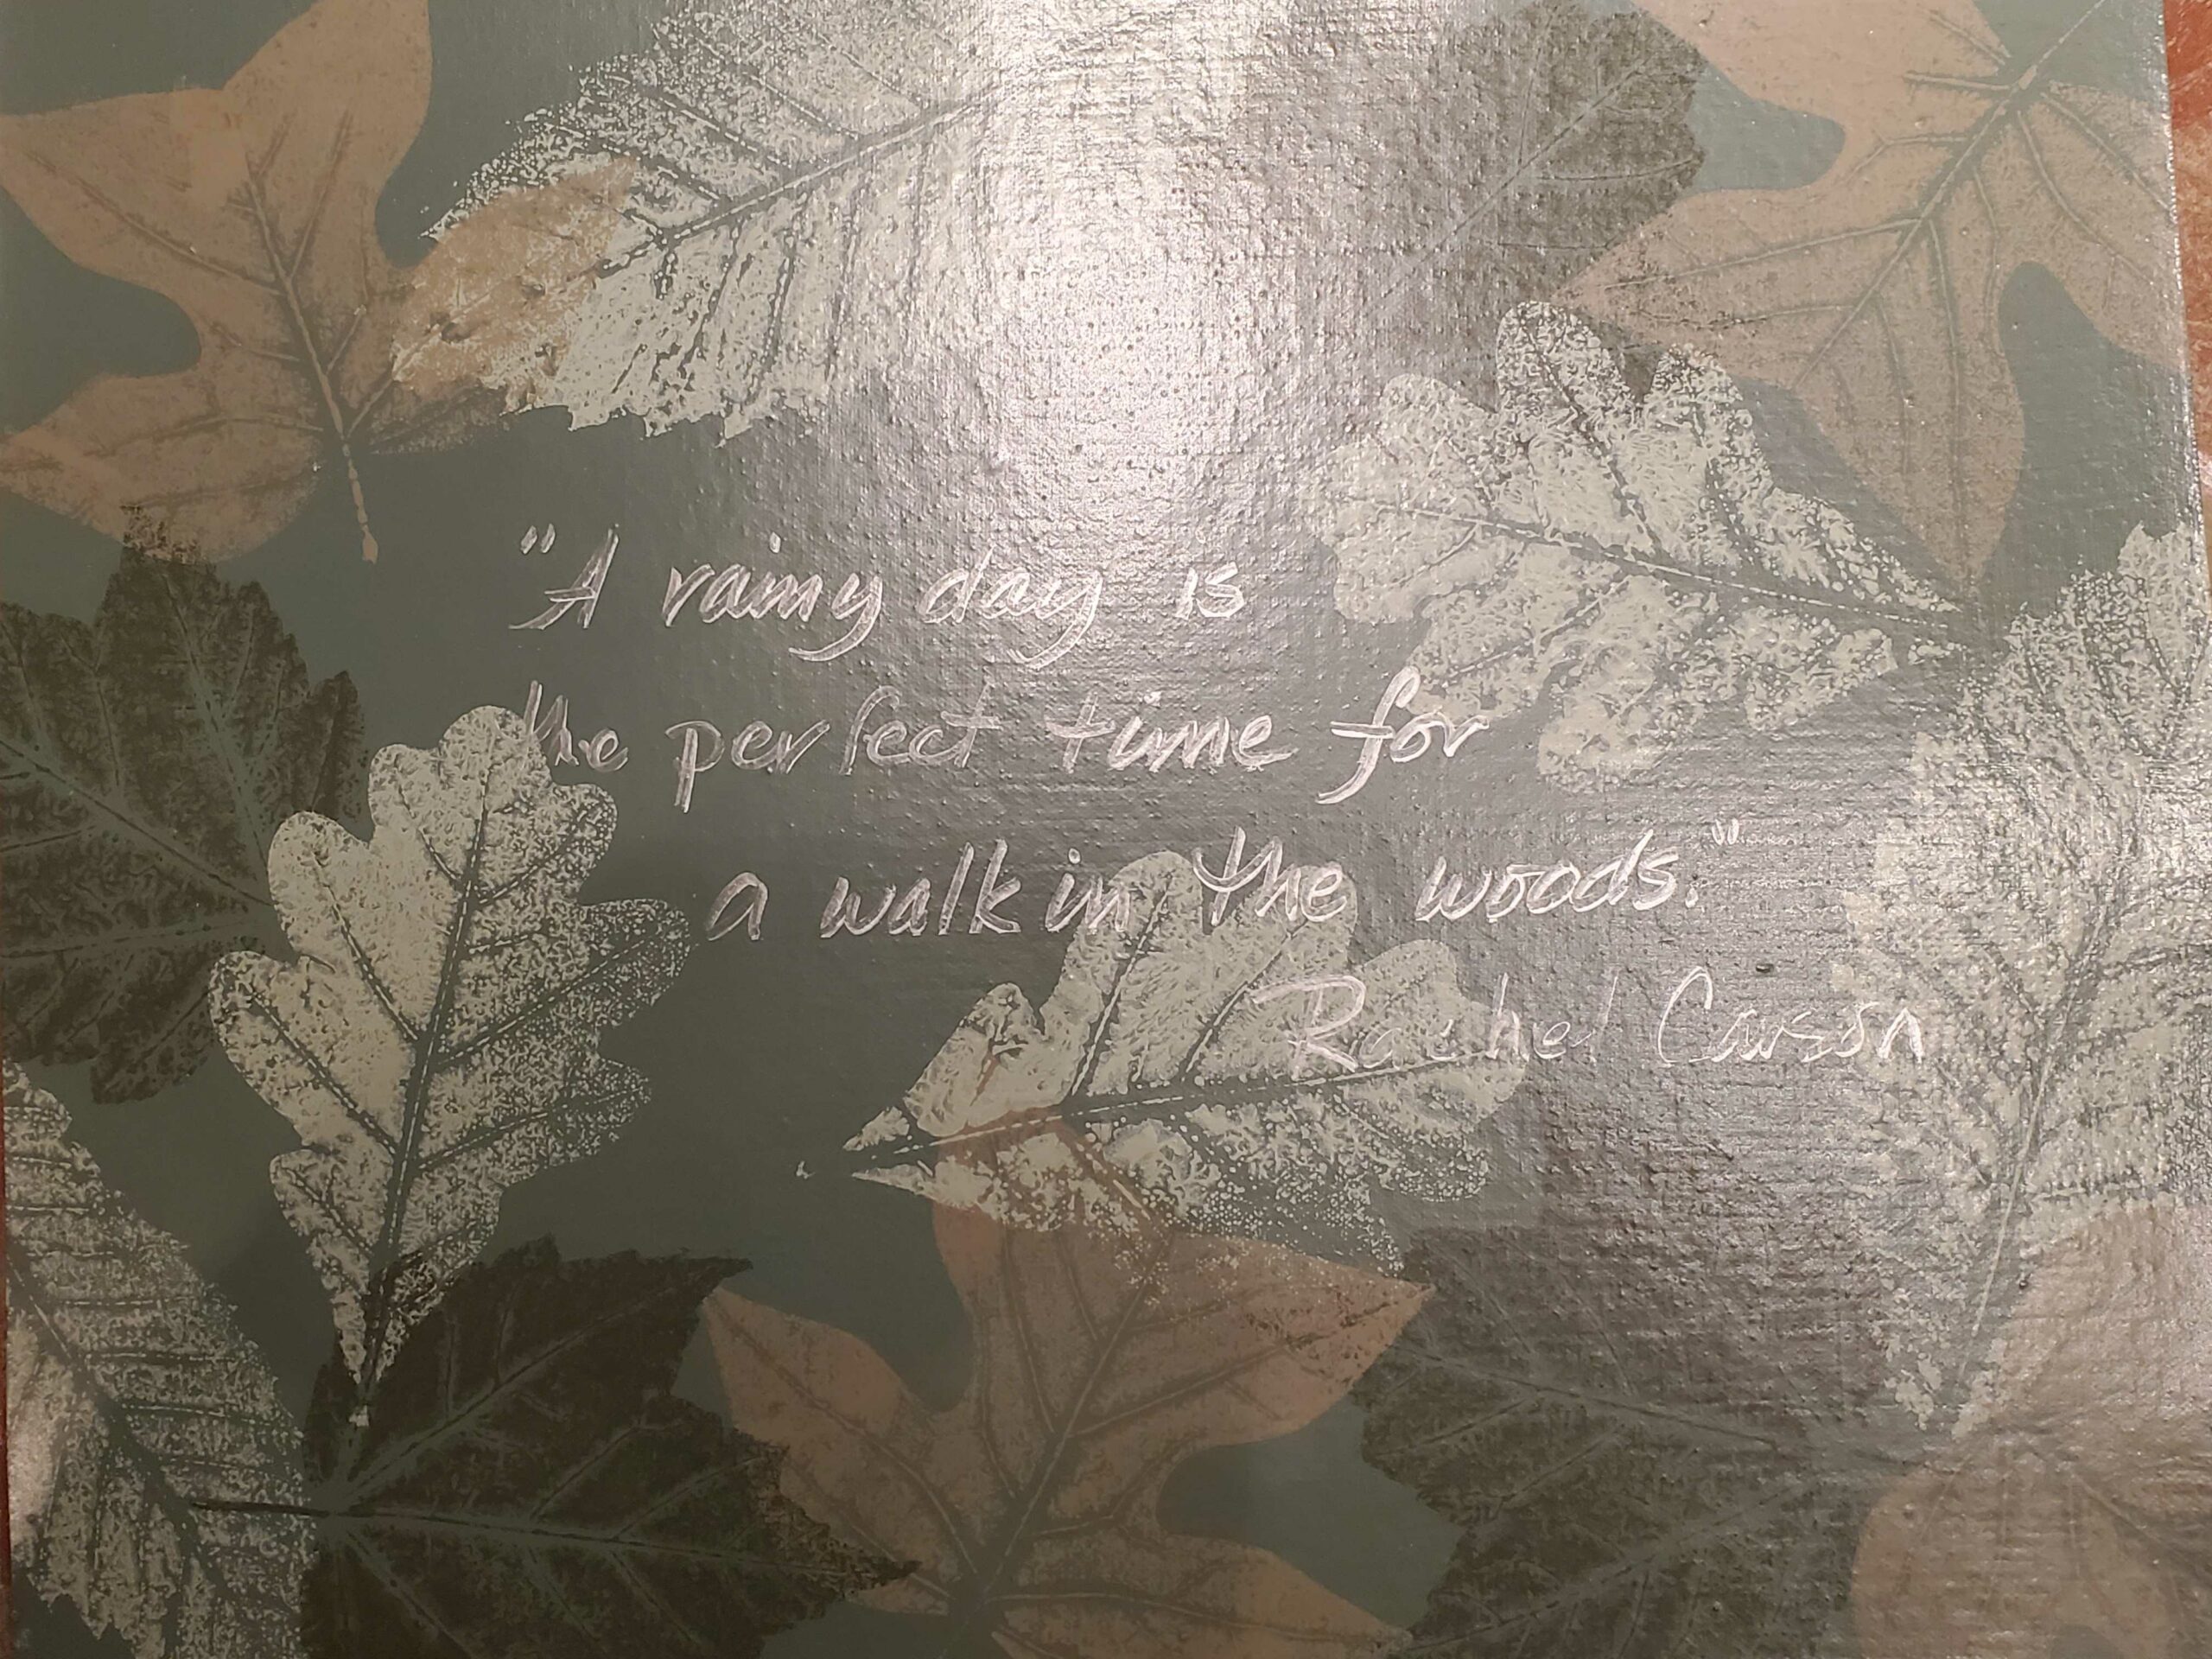 "A rainy day is
the perfect time for
a walk in the woods."
Rachel Carson